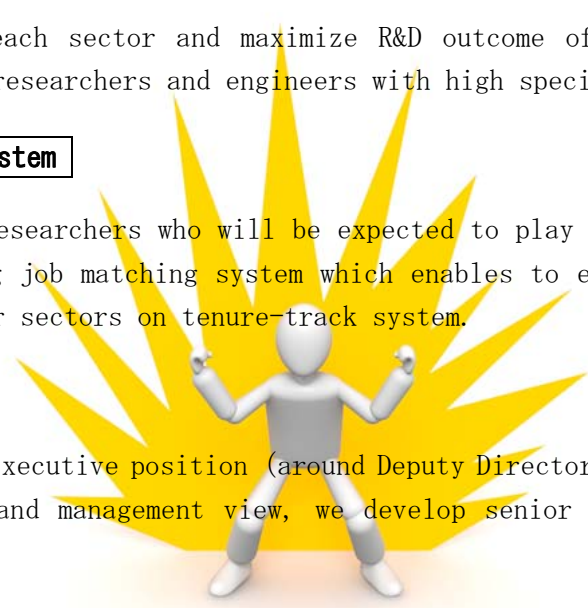 each sector and maximize R&D outcome of
researchers and engineers with high speci
stem
esearchers who will be expected to play
g job matching system which enables to e
r sectors on tenure-track system.
xecutive position (around Deputy Director
and management view, we develop senior